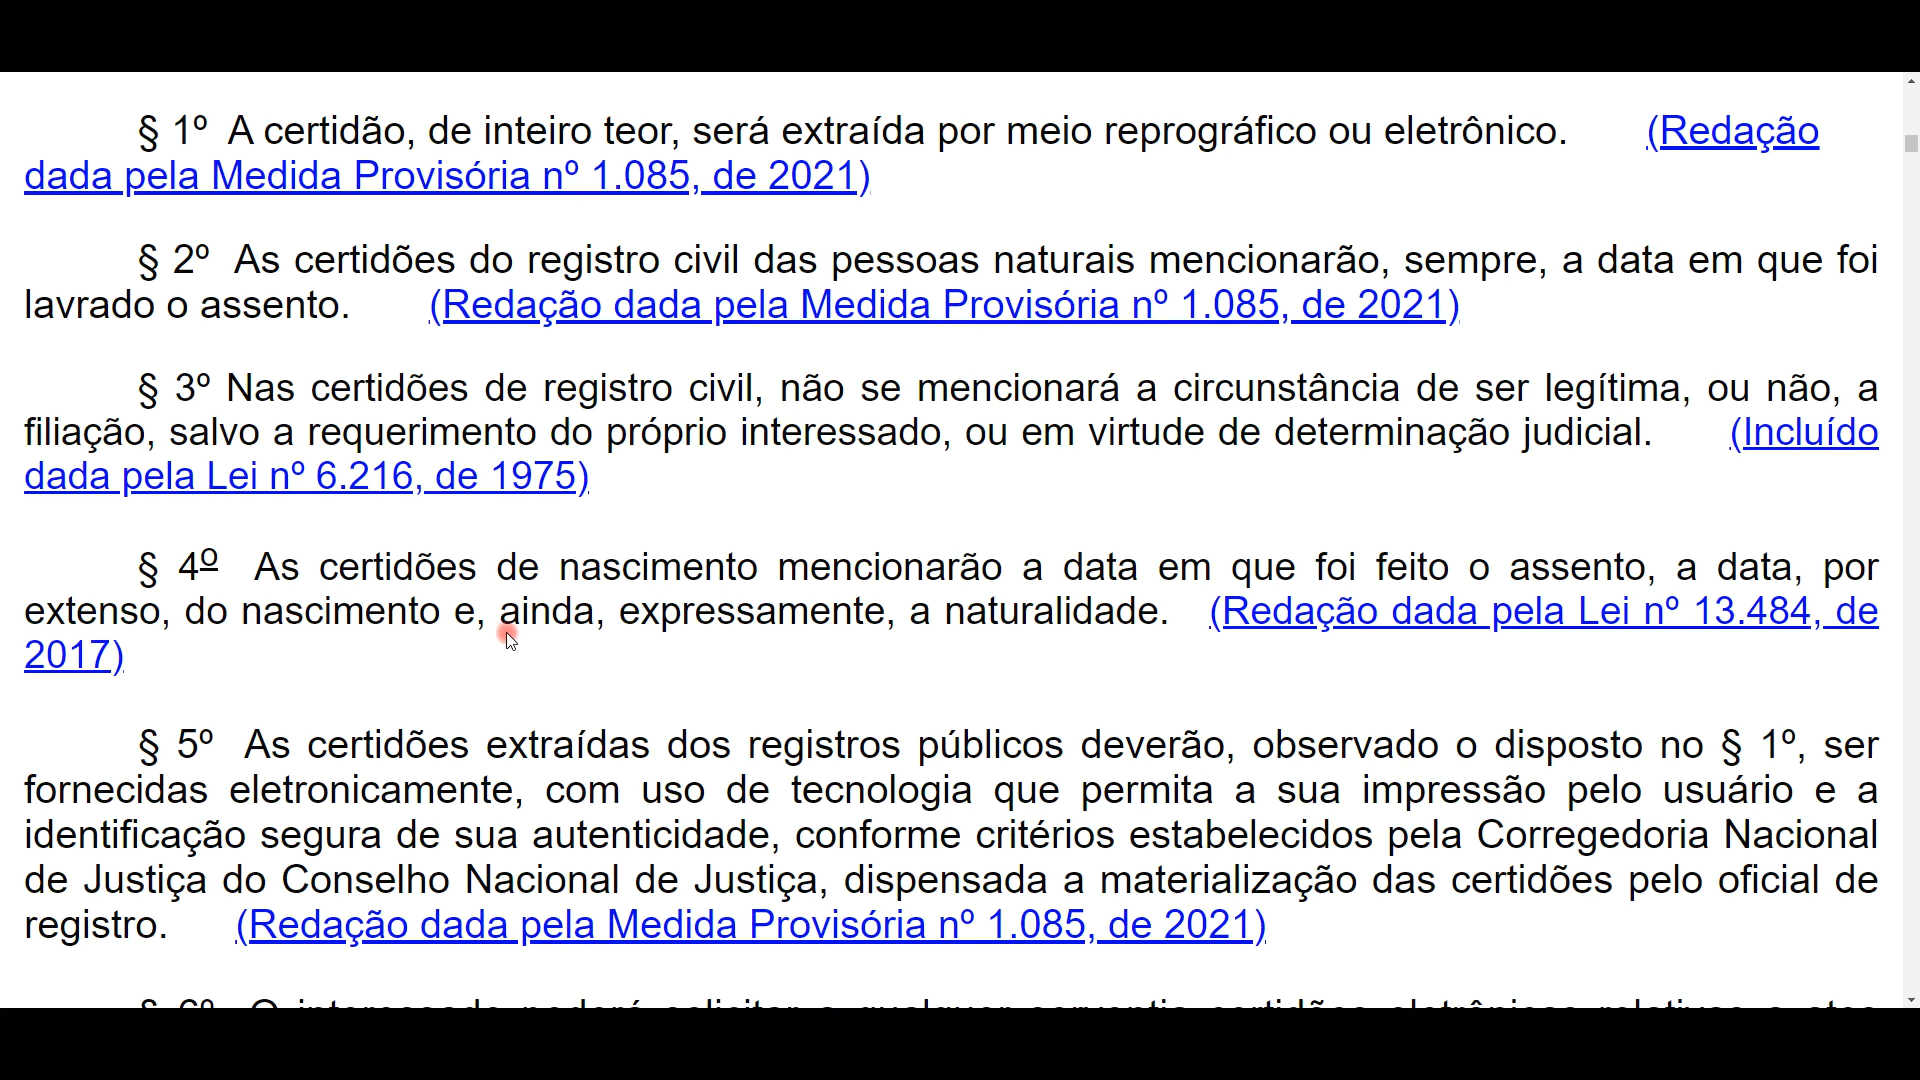 § 1º A certidão, de inteiro teor, será extraída por meio reprográfico ou eletrônico. (Redação
dada pela Medida Provisória nº 1.085, de 2021)
§ 2º As certidões do registro civil das pessoas naturais mencionarão, sempre, a data em que foi
lavrado o assento. (Redação dada pela Medida Provisória nº 1.085, de 2021)
§ 3º Nas certidões de registro civil, não se mencionará a circunstância de ser legítima, ou não, a
filiação, salvo a requerimento do próprio interessado, ou em virtude de determinação judicial. (Incluído
dada pela Lei nº 6.216, de 1975)
§ 4º As certidões de nascimento mencionarão a data em que foi feito o assento, a data, por
extenso, do nascimento e, ainda, expressamente, a naturalidade. (Redação dada pela Lei nº 13.484, de
2017)
§ 5º As certidões extraídas dos registros públicos deverão, observado o disposto no § 1º, ser
fornecidas eletronicamente, com uso de tecnologia que permita a sua impressão pelo usuário e a
identificação segura de sua autenticidade, conforme critérios estabelecidos pela Corregedoria Nacional
de Justiça do Conselho Nacional de Justiça, dispensada a materialização das certidões pelo oficial de
registro. (Redação dada pela Medida Provisória nº 1.085, de 2021)